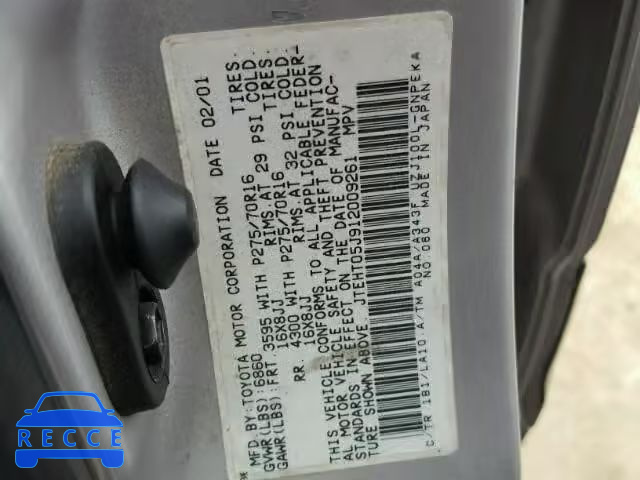 MFD.BY:TOYOTA MOTOR CORPORATION DATE 02/01
GVWR(LBS):6860
GAWR(LBS):FRT. 3595 WITH P275/70R16 TIRES.
16X8JJ RIMS.AT 29 PSI COLD.
RR. 4300 WITH P275/70R16 TIRES.
16X8JJ RIMS AT 32 PSI COLD.
THIS VEHICLE CONFORMS TO ALL APPLICABLE FEDER-
AL MOTOR VEHICLE SAFETY AND THEFT PREVENTION
STANDARDS IN EFFECT ON THE DATE OF MANUFAC-
TURE SHOWN ABOVE.
JTEHT05J912009261 MPV
C/TR:1B1/LA10.A/TM A04A/A343F UZJ100L-GNPEKA
NO.080 MADE IN JAPAN
RECCE